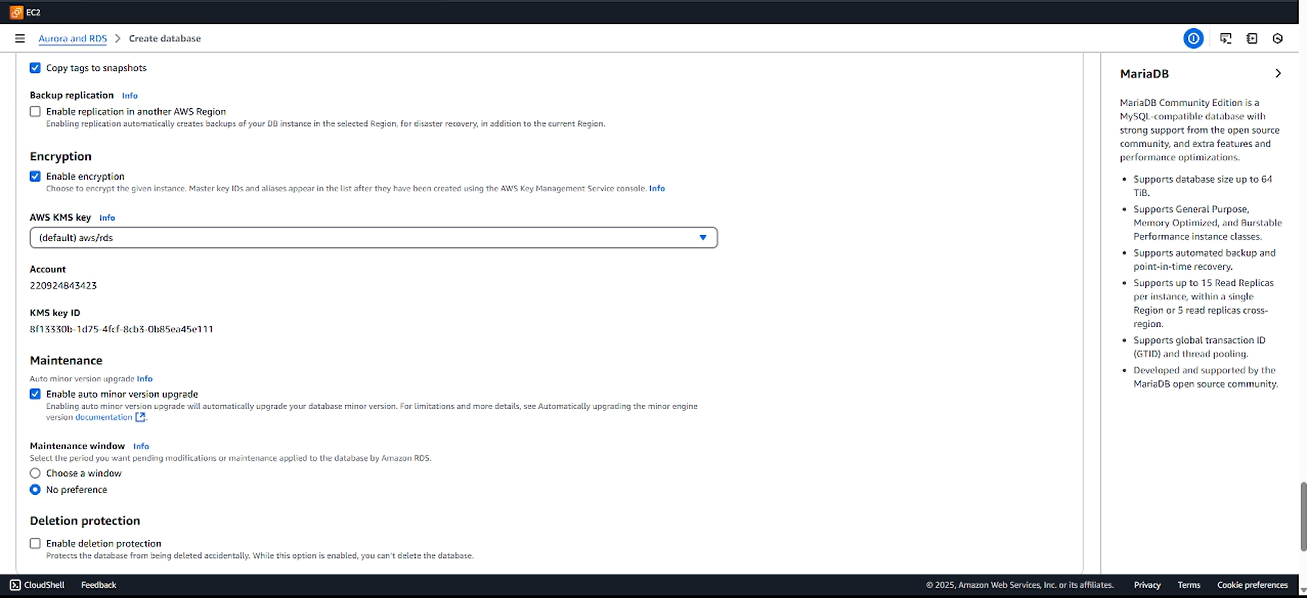 EC2
Aurora and RDS > Create database
Copy tags to snapshots
Backup replication Info
Enable replication in another AWS Region
Enabling replication automatically creates backups of your DB instance in the selected Region, for disaster recovery, in addition to the current Region.
Encryption
Enable encryption
Choose to encrypt the given instance. Master key IDs and aliases appear in the list after they have been created using the AWS Key Management Service console. Info
AWS KMS key Info
(default) aws/rds
Account
220924843423
KMS key ID
8f13330b-1d75-4fcf-8cb3-0b85ea45e111
Maintenance
Auto minor version upgrade Info
Enable auto minor version upgrade
Enabling auto minor version upgrade will automatically upgrade your database minor version. For limitations and more details, see Automatically upgrading the minor engine
version documentation.
Maintenance window Info
Select the period you want pending modifications or maintenance applied to the database by Amazon RDS.
Choose a window
No preference
Deletion protection
Enable deletion protection
Protects the database from being deleted accidentally. While this option is enabled, you can't delete the database.
MariaDB
MariaDB Community Edition is a
MySQL-compatible database with
strong support from the open source
community, and extra features and
performance optimizations.
• Supports database size up to 64
TiB.
• Supports General Purpose,
Memory Optimized, and Burstable
Performance instance classes.
• Supports automated backup and
point-in-time recovery.
• Supports up to 15 Read Replicas
per instance, within a single
Region or 5 read replicas cross-
region.
• Supports global transaction ID
(GTID) and thread pooling.
• Developed and supported by the
MariaDB open source community.
CloudShell Feedback © 2025, Amazon Web Services, Inc. or its affiliates. Privacy Terms Cookie preferences